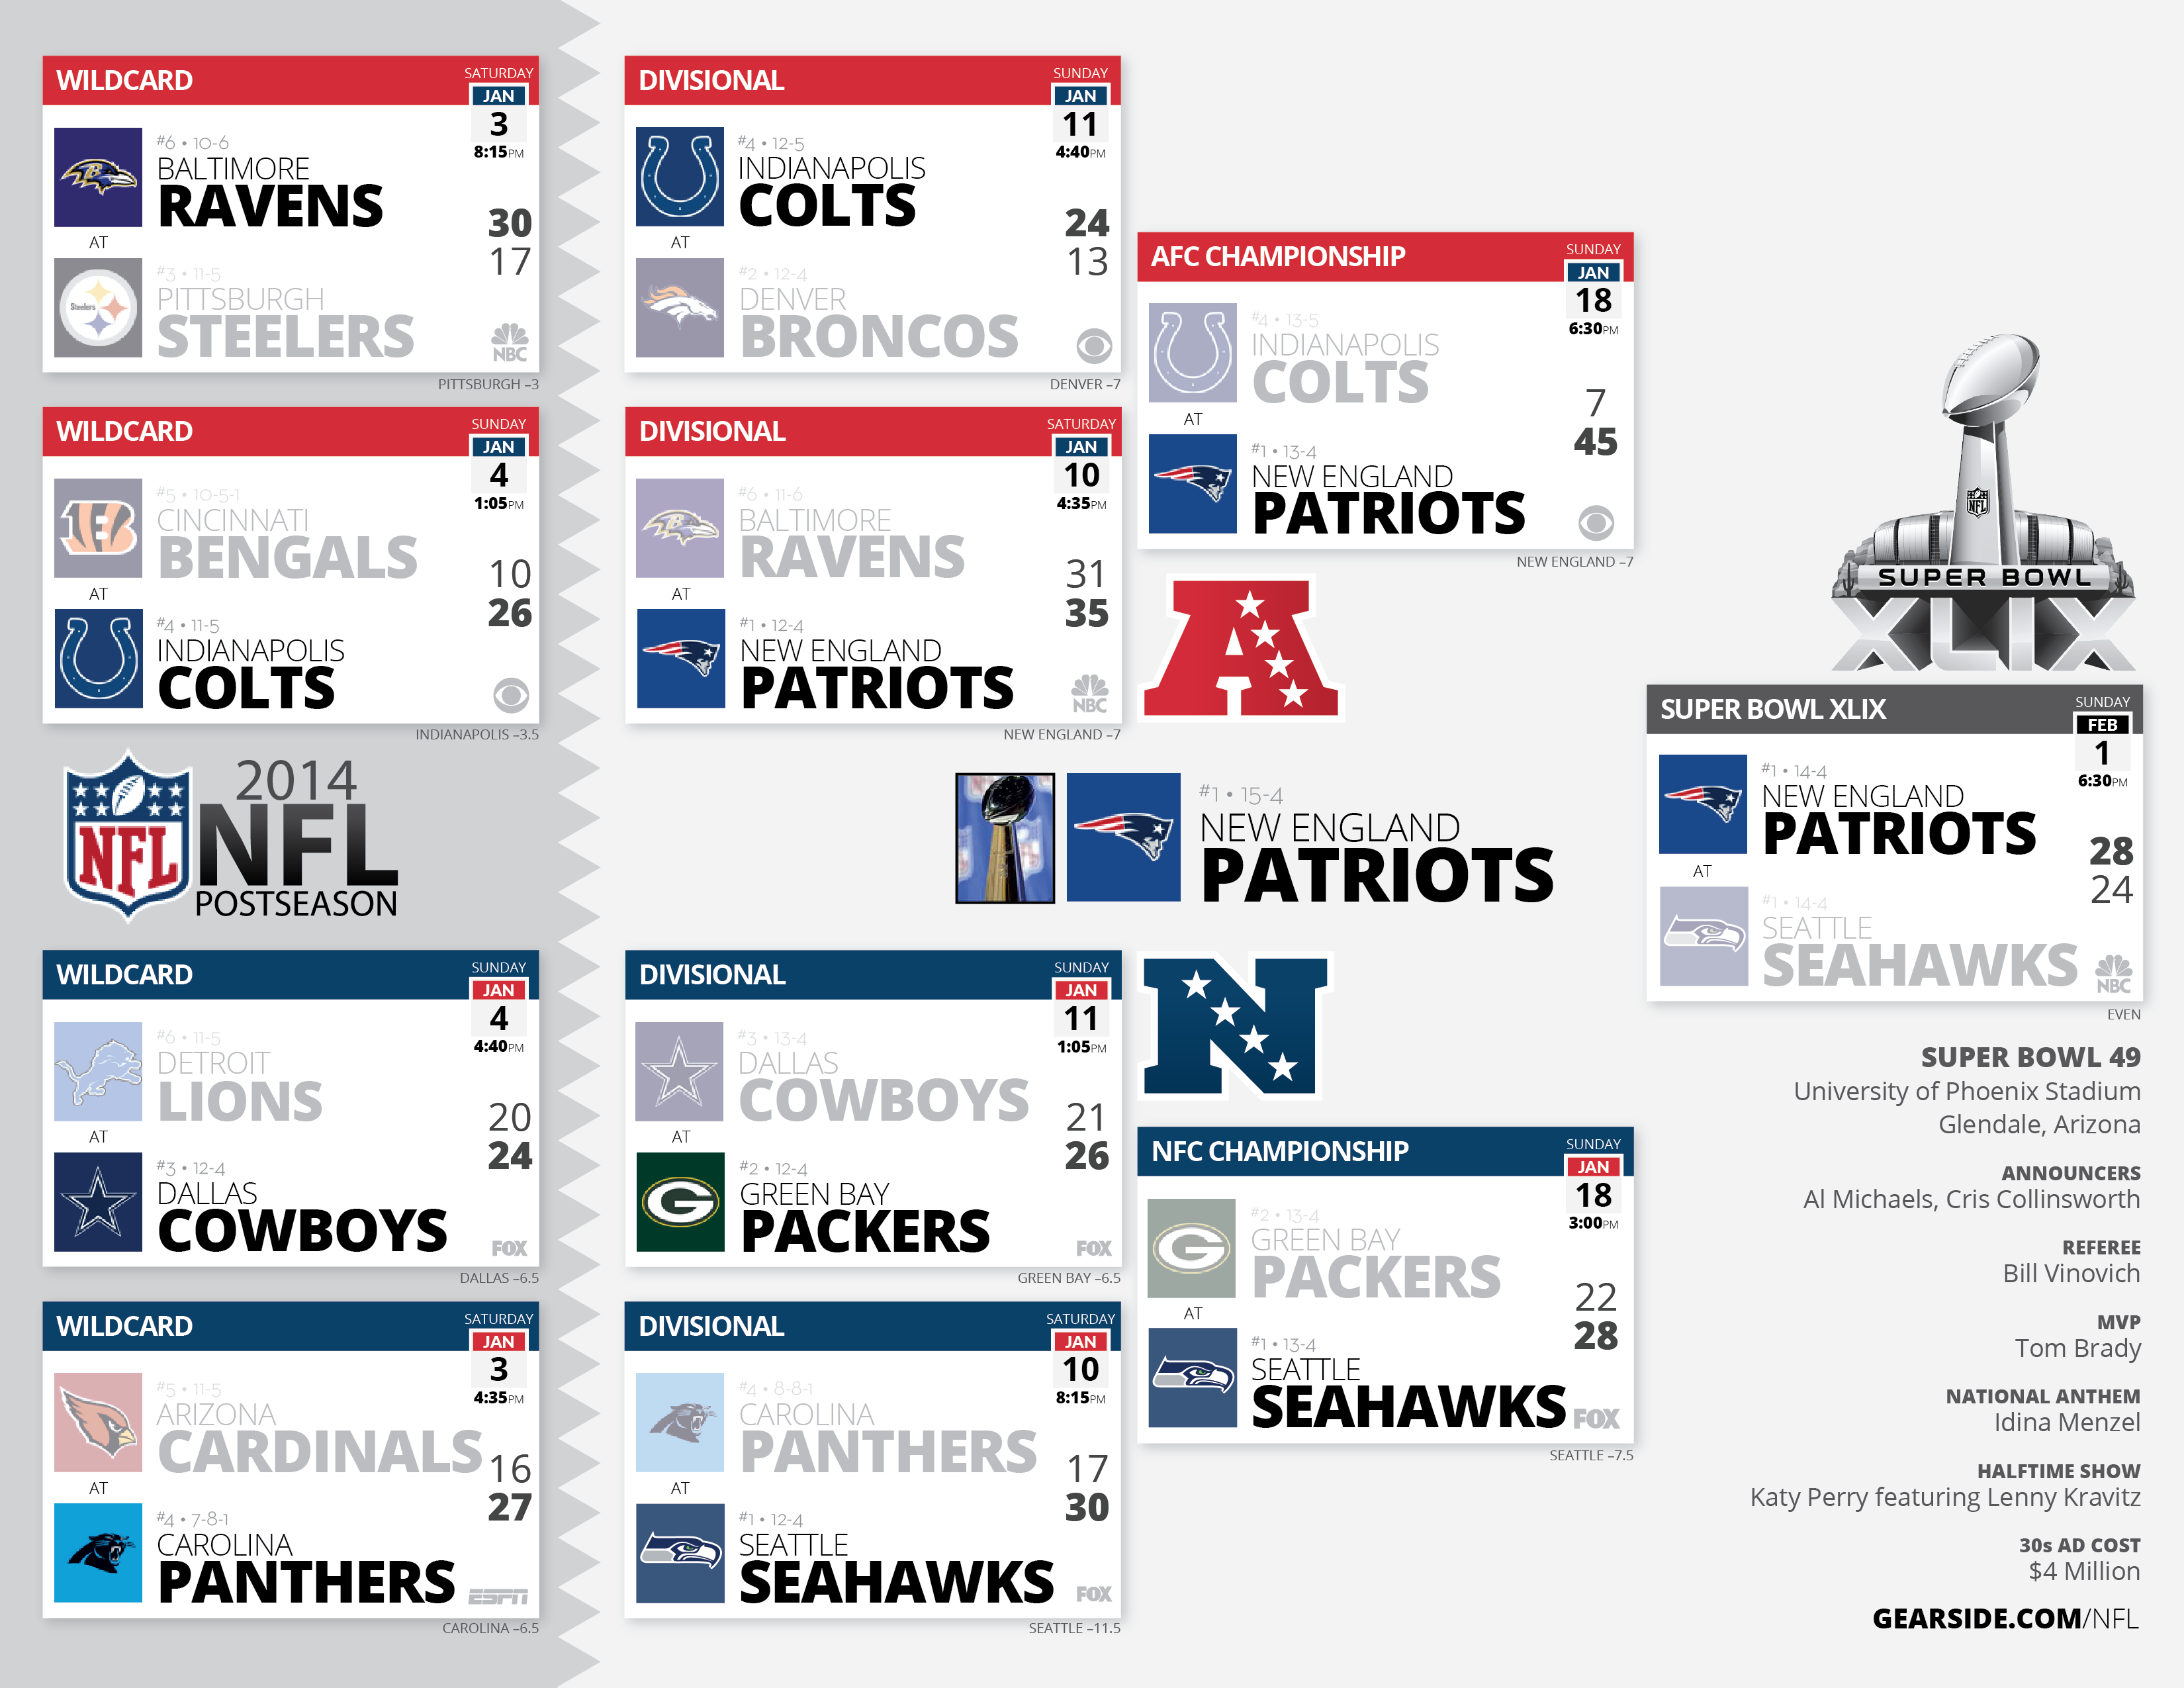 WILDCARD
SATURDAY
JAN
3
8:15PM
#6 • 10-6
BALTIMORE
RAVENS
30
AT
17
#3 • 11-5
Steelers
PITTSBURGH
STEELERS
NBC
PITTSBURGH –3
WILDCARD
SUNDAY
JAN
4
1:05PM
#5 • 10-5-1
CINCINNATI
BENGALS
10
AT
26
#4 • 11-5
INDIANAPOLIS
COLTS
INDIANAPOLIS –3.5
2014
NFL
NFL
POSTSEASON
WILDCARD
SUNDAY
JAN
4
4:40PM
#6 • 11-5
DETROIT
LIONS
20
AT
24
#3 • 12-4
DALLAS
COWBOYS
FOX
DALLAS –6.5
WILDCARD
SATURDAY
JAN
3
4:35PM
#5 • 11-5
ARIZONA
CARDINALS
16
AT
27
#4 • 7-8-1
CAROLINA
PANTHERS
ESPN
CAROLINA –6.5
DIVISIONAL
SUNDAY
JAN
11
4:40PM
#4 • 12-5
INDIANAPOLIS
COLTS
24
AT
13
#2 • 12-4
DENVER
BRONCOS
DENVER –7
DIVISIONAL
SATURDAY
JAN
10
4:35PM
#6 • 11-6
BALTIMORE
RAVENS
31
AT
35
#1 • 12-4
NEW ENGLAND
PATRIOTS
NBC
NEW ENGLAND –7
DIVISIONAL
SUNDAY
JAN
11
1:05PM
#3 • 13-4
DALLAS
COWBOYS
21
AT
26
#2 • 12-4
GREEN BAY
G
PACKERS
FOX
GREEN BAY –6.5
DIVISIONAL
SATURDAY
JAN
10
8:15PM
#4 • 8-8-1
CAROLINA
PANTHERS
17
AT
30
#1 • 12-4
SEATTLE
SEAHAWKS
FOX
SEATTLE –11.5
AFC CHAMPIONSHIP
SUNDAY
JAN
18
6:30PM
#4 • 13-5
INDIANAPOLIS
COLTS
7
AT
45
#1 • 13-4
NEW ENGLAND
PATRIOTS
NEW ENGLAND –7
A
#1 • 15-4
NEW ENGLAND
PATRIOTS
N
NFC CHAMPIONSHIP
SUNDAY
JAN
18
3:00PM
#2 • 13-4
GREEN BAY
G
PACKERS
22
AT
28
#1 • 13-4
SEATTLE
SEAHAWKS
FOX
SEATTLE –7.5
NFL
SUPER BOWL
XLIX
SUPER BOWL XLIX
SUNDAY
FEB
1
6:30PM
#1 • 14-4
NEW ENGLAND
PATRIOTS
28
AT
24
#1 • 14-4
SEATTLE
SEAHAWKS
NBC
EVEN
SUPER BOWL 49
University of Phoenix Stadium
Glendale, Arizona
ANNOUNCERS
Al Michaels, Cris Collinsworth
REFEREE
Bill Vinovich
MVP
Tom Brady
NATIONAL ANTHEM
Idina Menzel
HALFTIME SHOW
Katy Perry featuring Lenny Kravitz
30s AD COST
$4 Million
GEARSIDE.COM/NFL